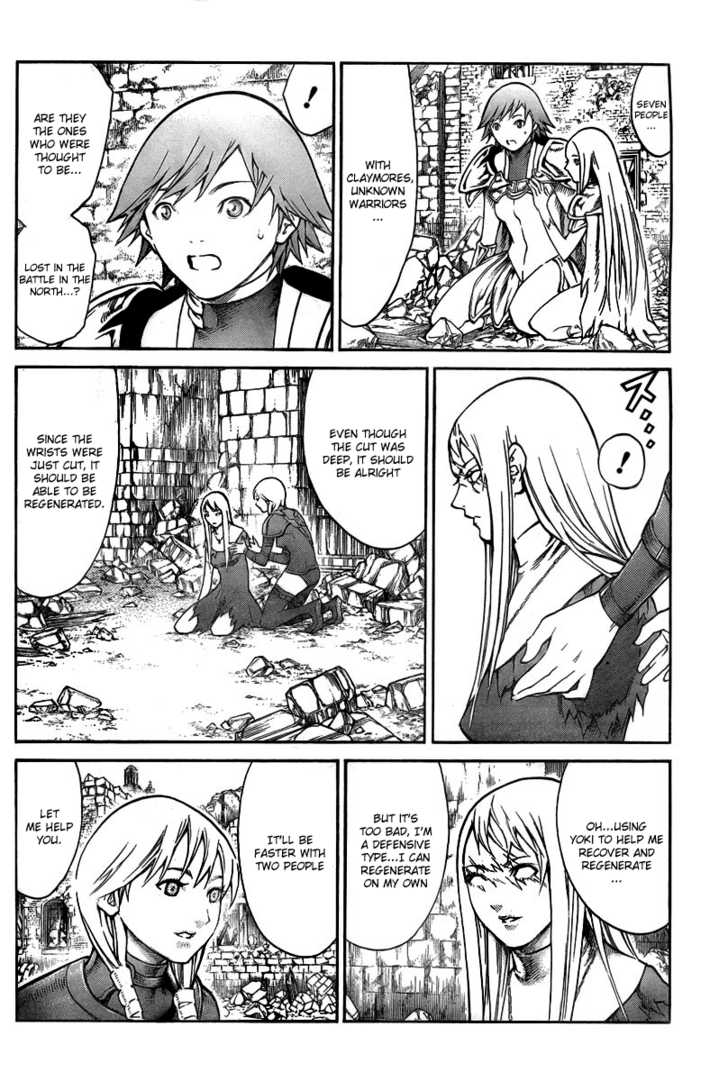 SEVEN
PEOPLE
...
WITH
CLAYMORES,
UNKNOWN
WARRIORS
...
!
ARE THEY
THE ONES
WHO WERE
THOUGHT
TO BE...
LOST IN THE
BATTLE IN THE
NORTH...?
!
EVEN THOUGH
THE CUT WAS
DEEP, IT SHOULD
BE ALRIGHT
SINCE THE
WRISTS WERE
JUST CUT, IT
SHOULD BE
ABLE TO BE
REGENERATED.
OH...USING
YOKI TO HELP ME
RECOVER AND
REGENERATE
...
BUT IT'S
TOO BAD, I'M
A DEFENSIVE
TYPE...I CAN
REGENERATE
ON MY OWN
IT'LL BE
FASTER WITH
TWO PEOPLE
LET
ME HELP
YOU.